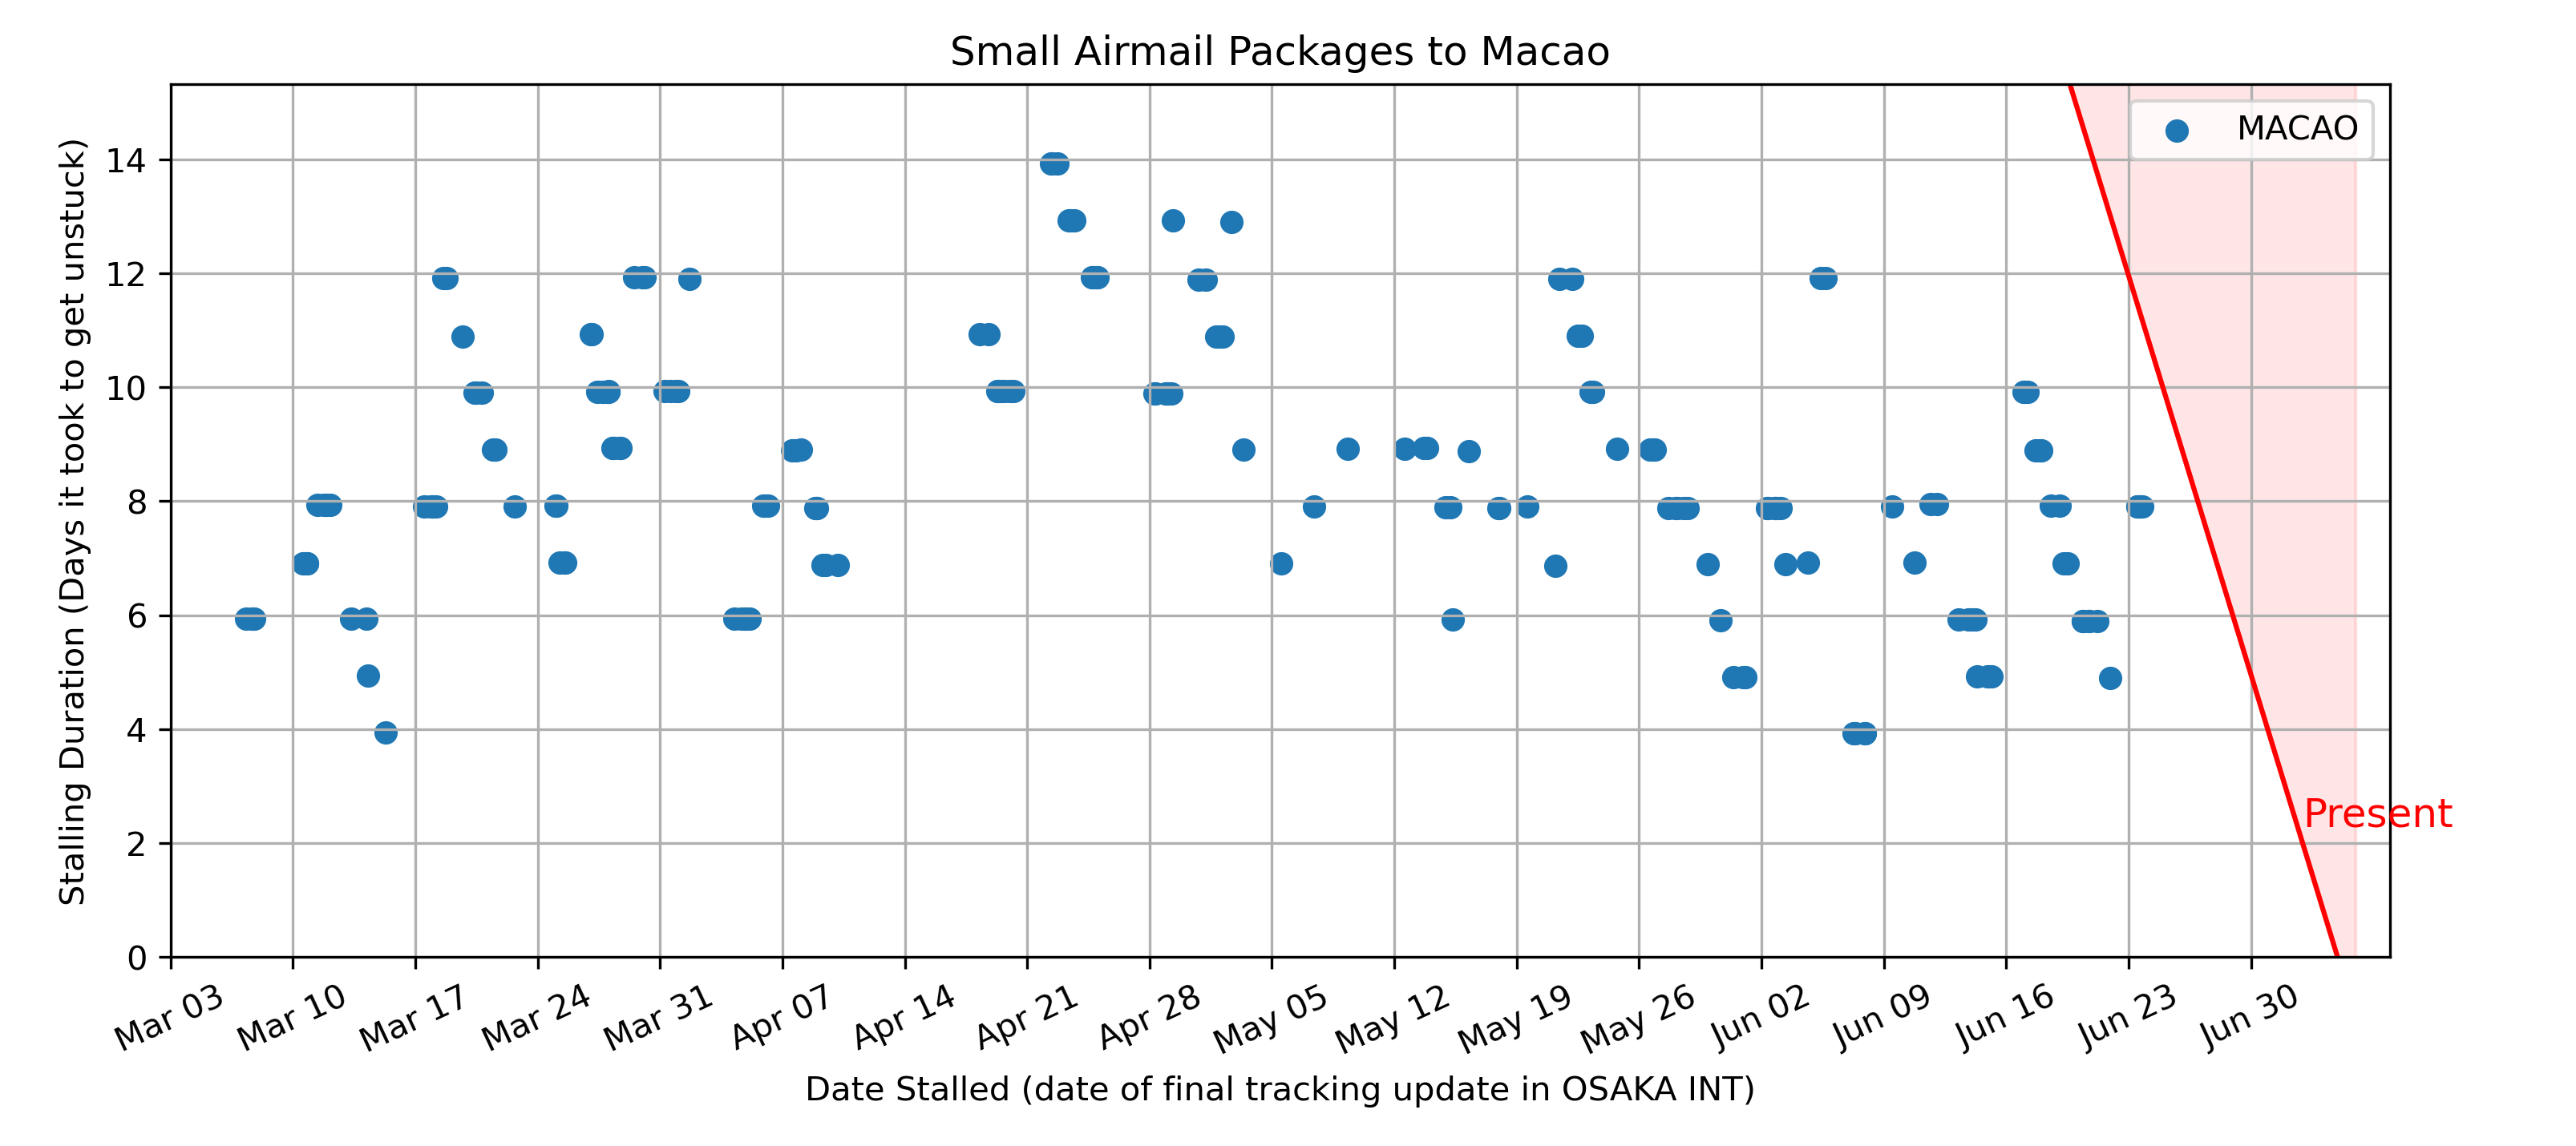 Small Airmail Packages to Macao
MACAO
Stalling Duration (Days it took to get unstuck)
14
12
10
8
6
4
2
0
Present
Mar 03
Mar 10
Mar 17
Mar 24
Mar 31
Apr 07
Apr 14
Apr 21
Apr 28
May 05
May 12
May 19
May 26
Jun 02
Jun 09
Jun 16
Jun 23
Jun 30
Date Stalled (date of final tracking update in OSAKA INT)